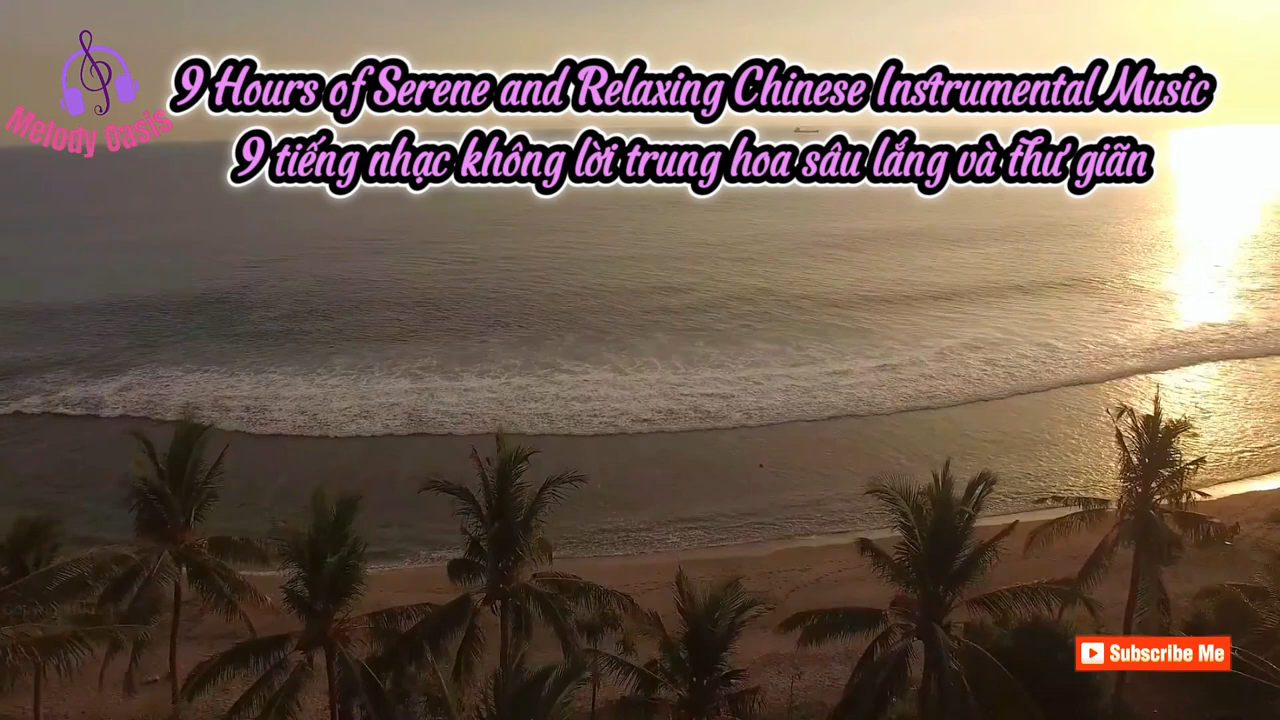 9 Hours of Serene and Relaxing Chinese Instrumental Music
9 tiếng nhạc không lời trung hoa sâu lắng và thư giãn
Melody Oasis
Subscribe Me